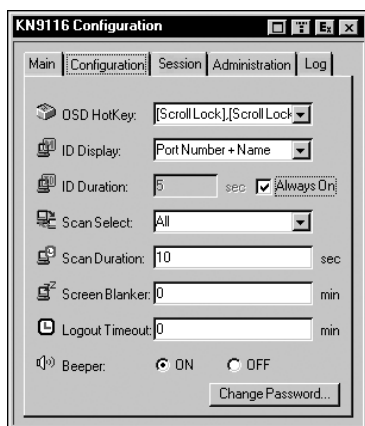 KN9116 Configuration
Main Configuration Session Administration Log
OSD HotKey: [Scroll Lock],[Scroll Lock
ID Display: Port Number + Name
ID Duration: 5 sec Always On
Scan Select: All
Scan Duration: 10 sec
Screen Blanker: 0 min
Logout Timeout: 0 min
Beeper: ON OFF
Change Password...